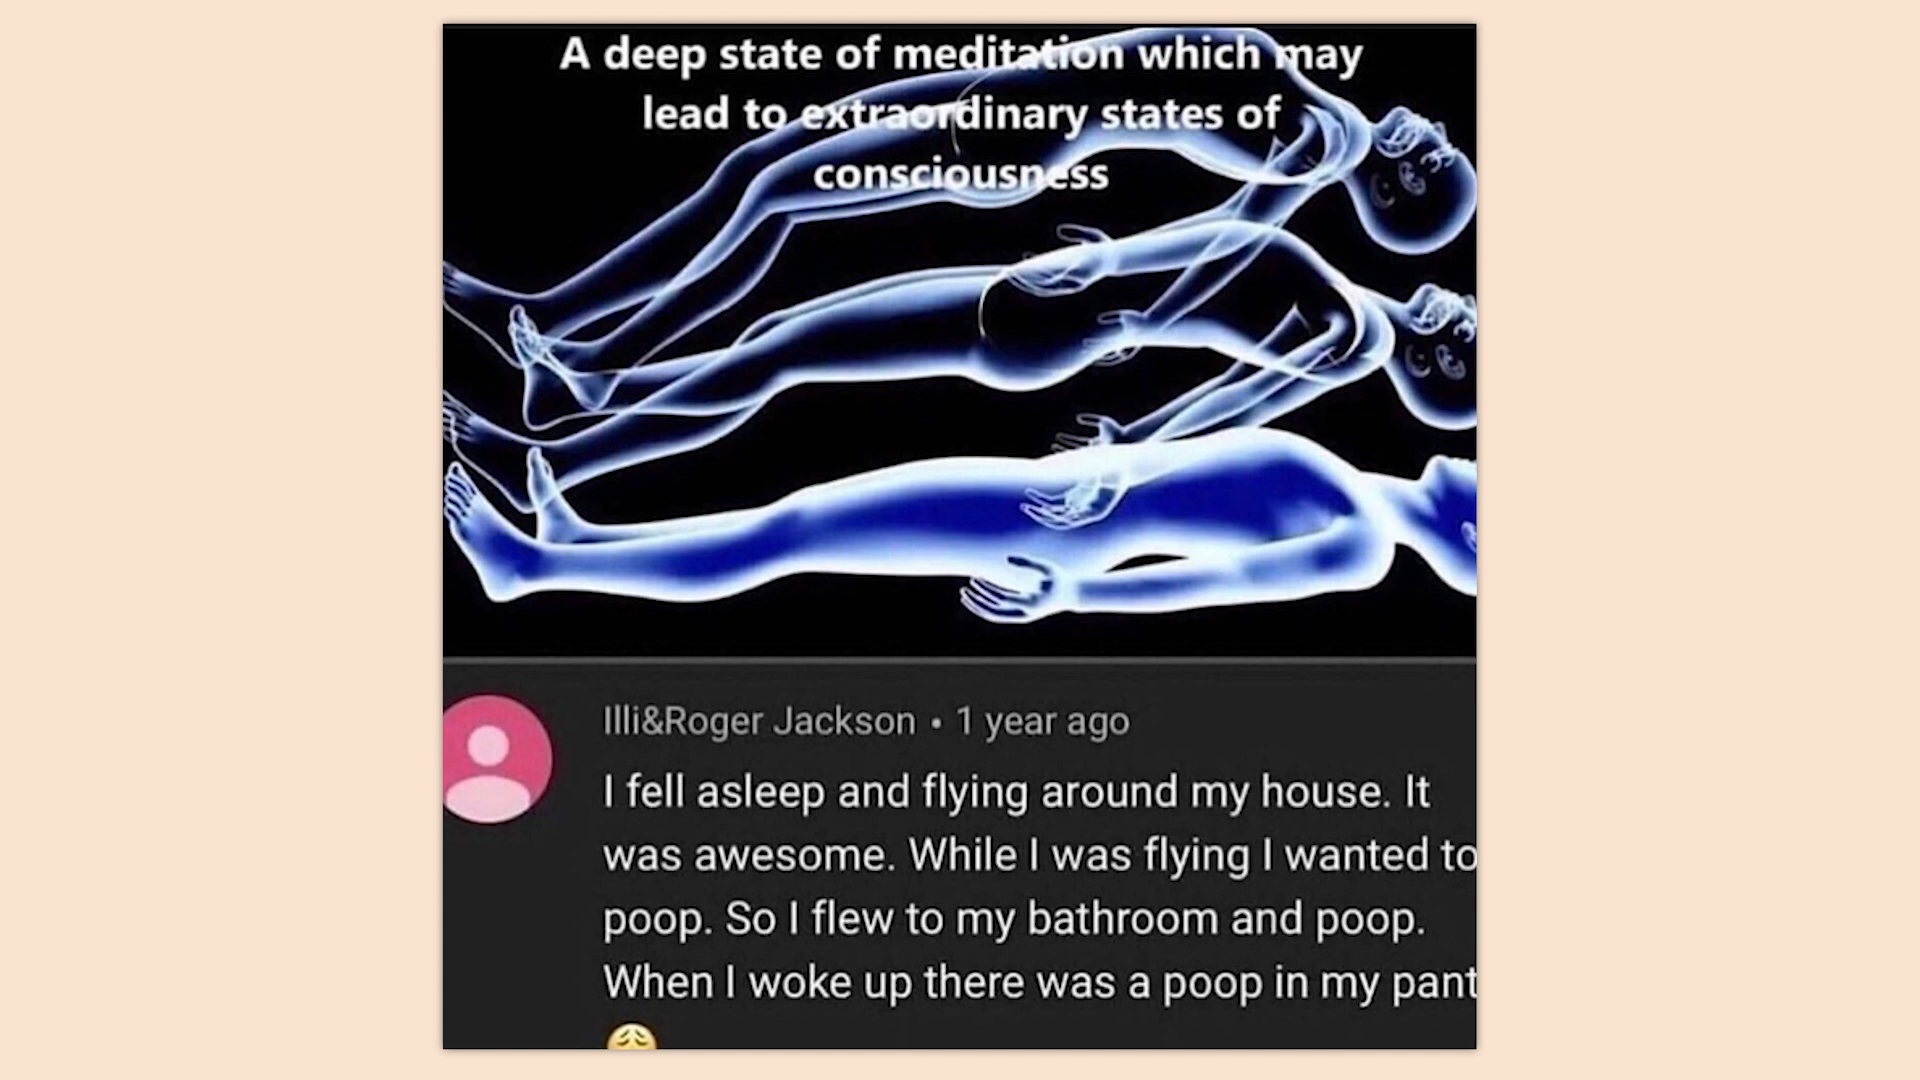 A deep state of meditation which may
lead to extraordinary states of
consciousness
Illi&Roger Jackson • 1 year ago
I fell asleep and flying around my house. It
was awesome. While I was flying I wanted to
poop. So I flew to my bathroom and poop.
When I woke up there was a poop in my pant
😩